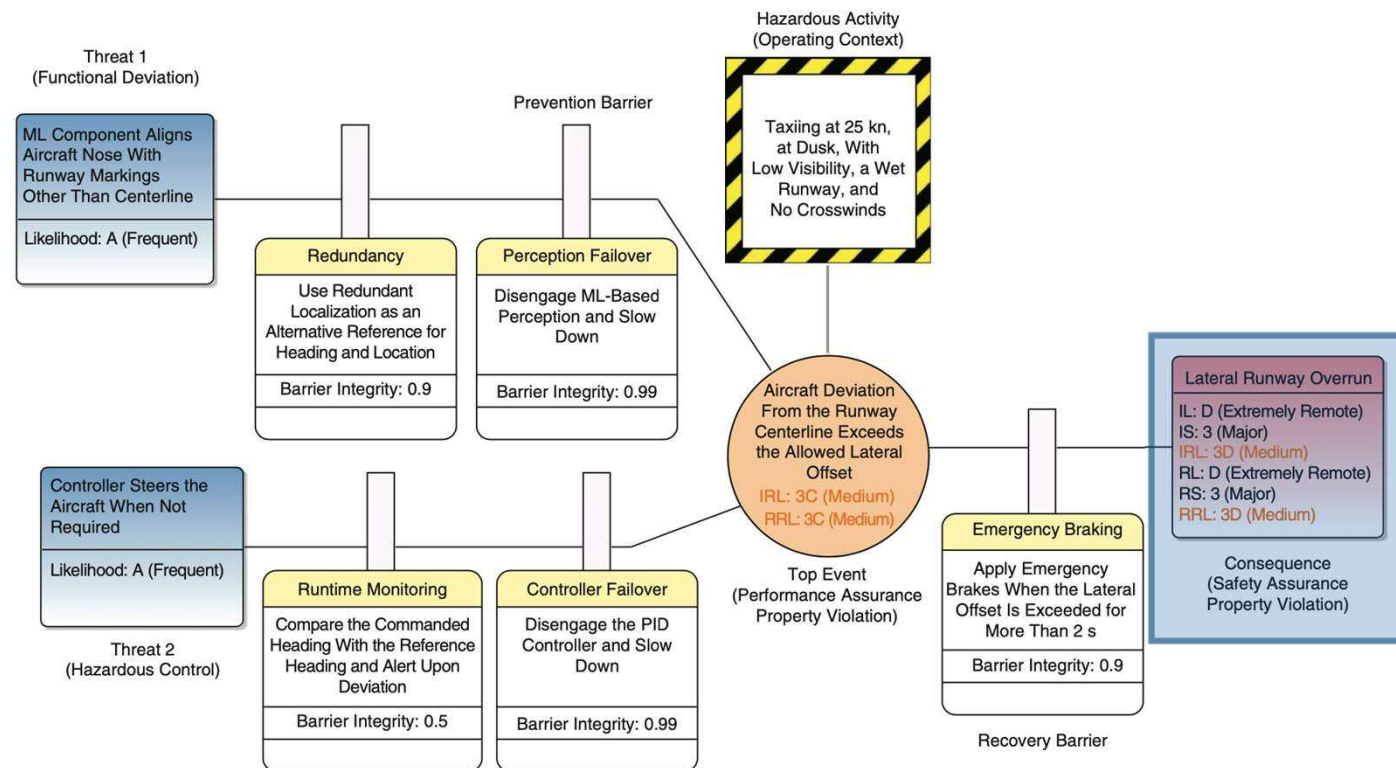 Threat 1
(Functional Deviation)
ML Component Aligns
Aircraft Nose With
Runway Markings
Other Than Centerline
Likelihood: A (Frequent)
Prevention Barrier
Redundancy
Use Redundant
Localization as an
Alternative Reference for
Heading and Location
Barrier Integrity: 0.9
Perception Failover
Disengage ML-Based
Perception and Slow
Down
Barrier Integrity: 0.99
Hazardous Activity
(Operating Context)
Taxiing at 25 kn,
at Dusk, With
Low Visibility, a Wet
Runway, and
No Crosswinds
Controller Steers the
Aircraft When Not
Required
Likelihood: A (Frequent)
Threat 2
(Hazardous Control)
Runtime Monitoring
Compare the Commanded
Heading With the Reference
Heading and Alert Upon
Deviation
Barrier Integrity: 0.5
Controller Failover
Disengage the PID
Controller and Slow
Down
Barrier Integrity: 0.99
Aircraft Deviation
From the Runway
Centerline Exceeds
the Allowed Lateral
Offset
IRL: 3C (Medium)
RRL: 3C (Medium)
Top Event
(Performance Assurance
Property Violation)
Emergency Braking
Apply Emergency
Brakes When the Lateral
Offset Is Exceeded for
More Than 2 s
Barrier Integrity: 0.9
Recovery Barrier
Lateral Runway Overrun
IL: D (Extremely Remote)
IS: 3 (Major)
IRL: 3D (Medium)
RL: D (Extremely Remote)
RS: 3 (Major)
RRL: 3D (Medium)
Consequence
(Safety Assurance
Property Violation)